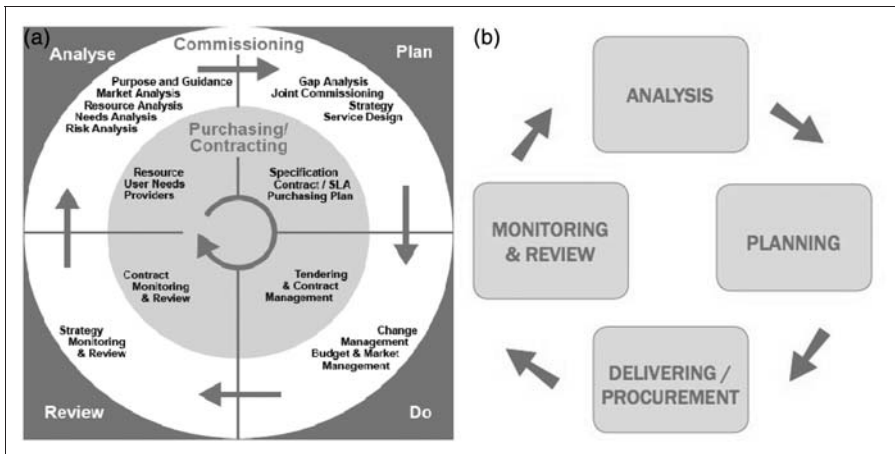 (a)
Analyse
Commissioning
Plan
Purpose and Guidance
Market Analysis
Resource Analysis
Needs Analysis
Risk Analysis
Gap Analysis
Joint Commissioning
Strategy
Service Design
Purchasing/
Contracting
Resource
User Needs
Providers
Specification
Contract / SLA
Purchasing Plan
Contract
Monitoring
& Review
Tendering
& Contract
Management
Strategy
Monitoring
& Review
Change
Management
Budget & Market
Management
Review
Do
(b)
ANALYSIS
PLANNING
DELIVERING /
PROCUREMENT
MONITORING
& REVIEW